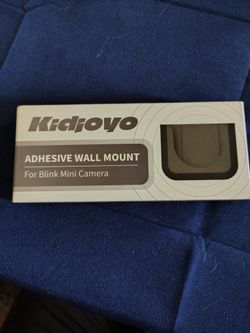 Kidjoyo
ADHESIVE WALL MOUNT
For Blink Mini Camera